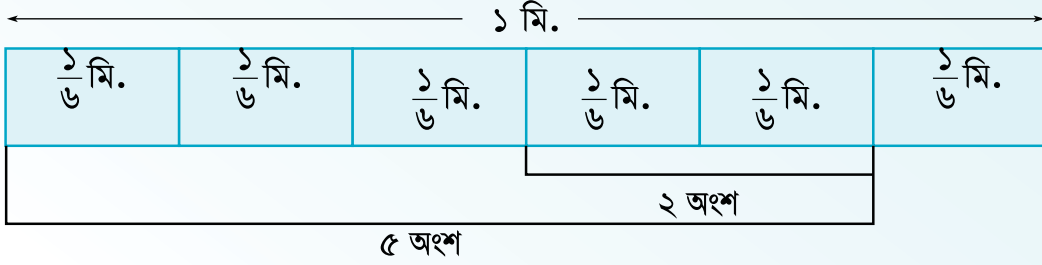 ১ মি.
১/৬ মি. ১/৬ মি. ১/৬ মি. ১/৬ মি. ১/৬ মি. ১/৬ মি.
২ অংশ
৫ অংশ